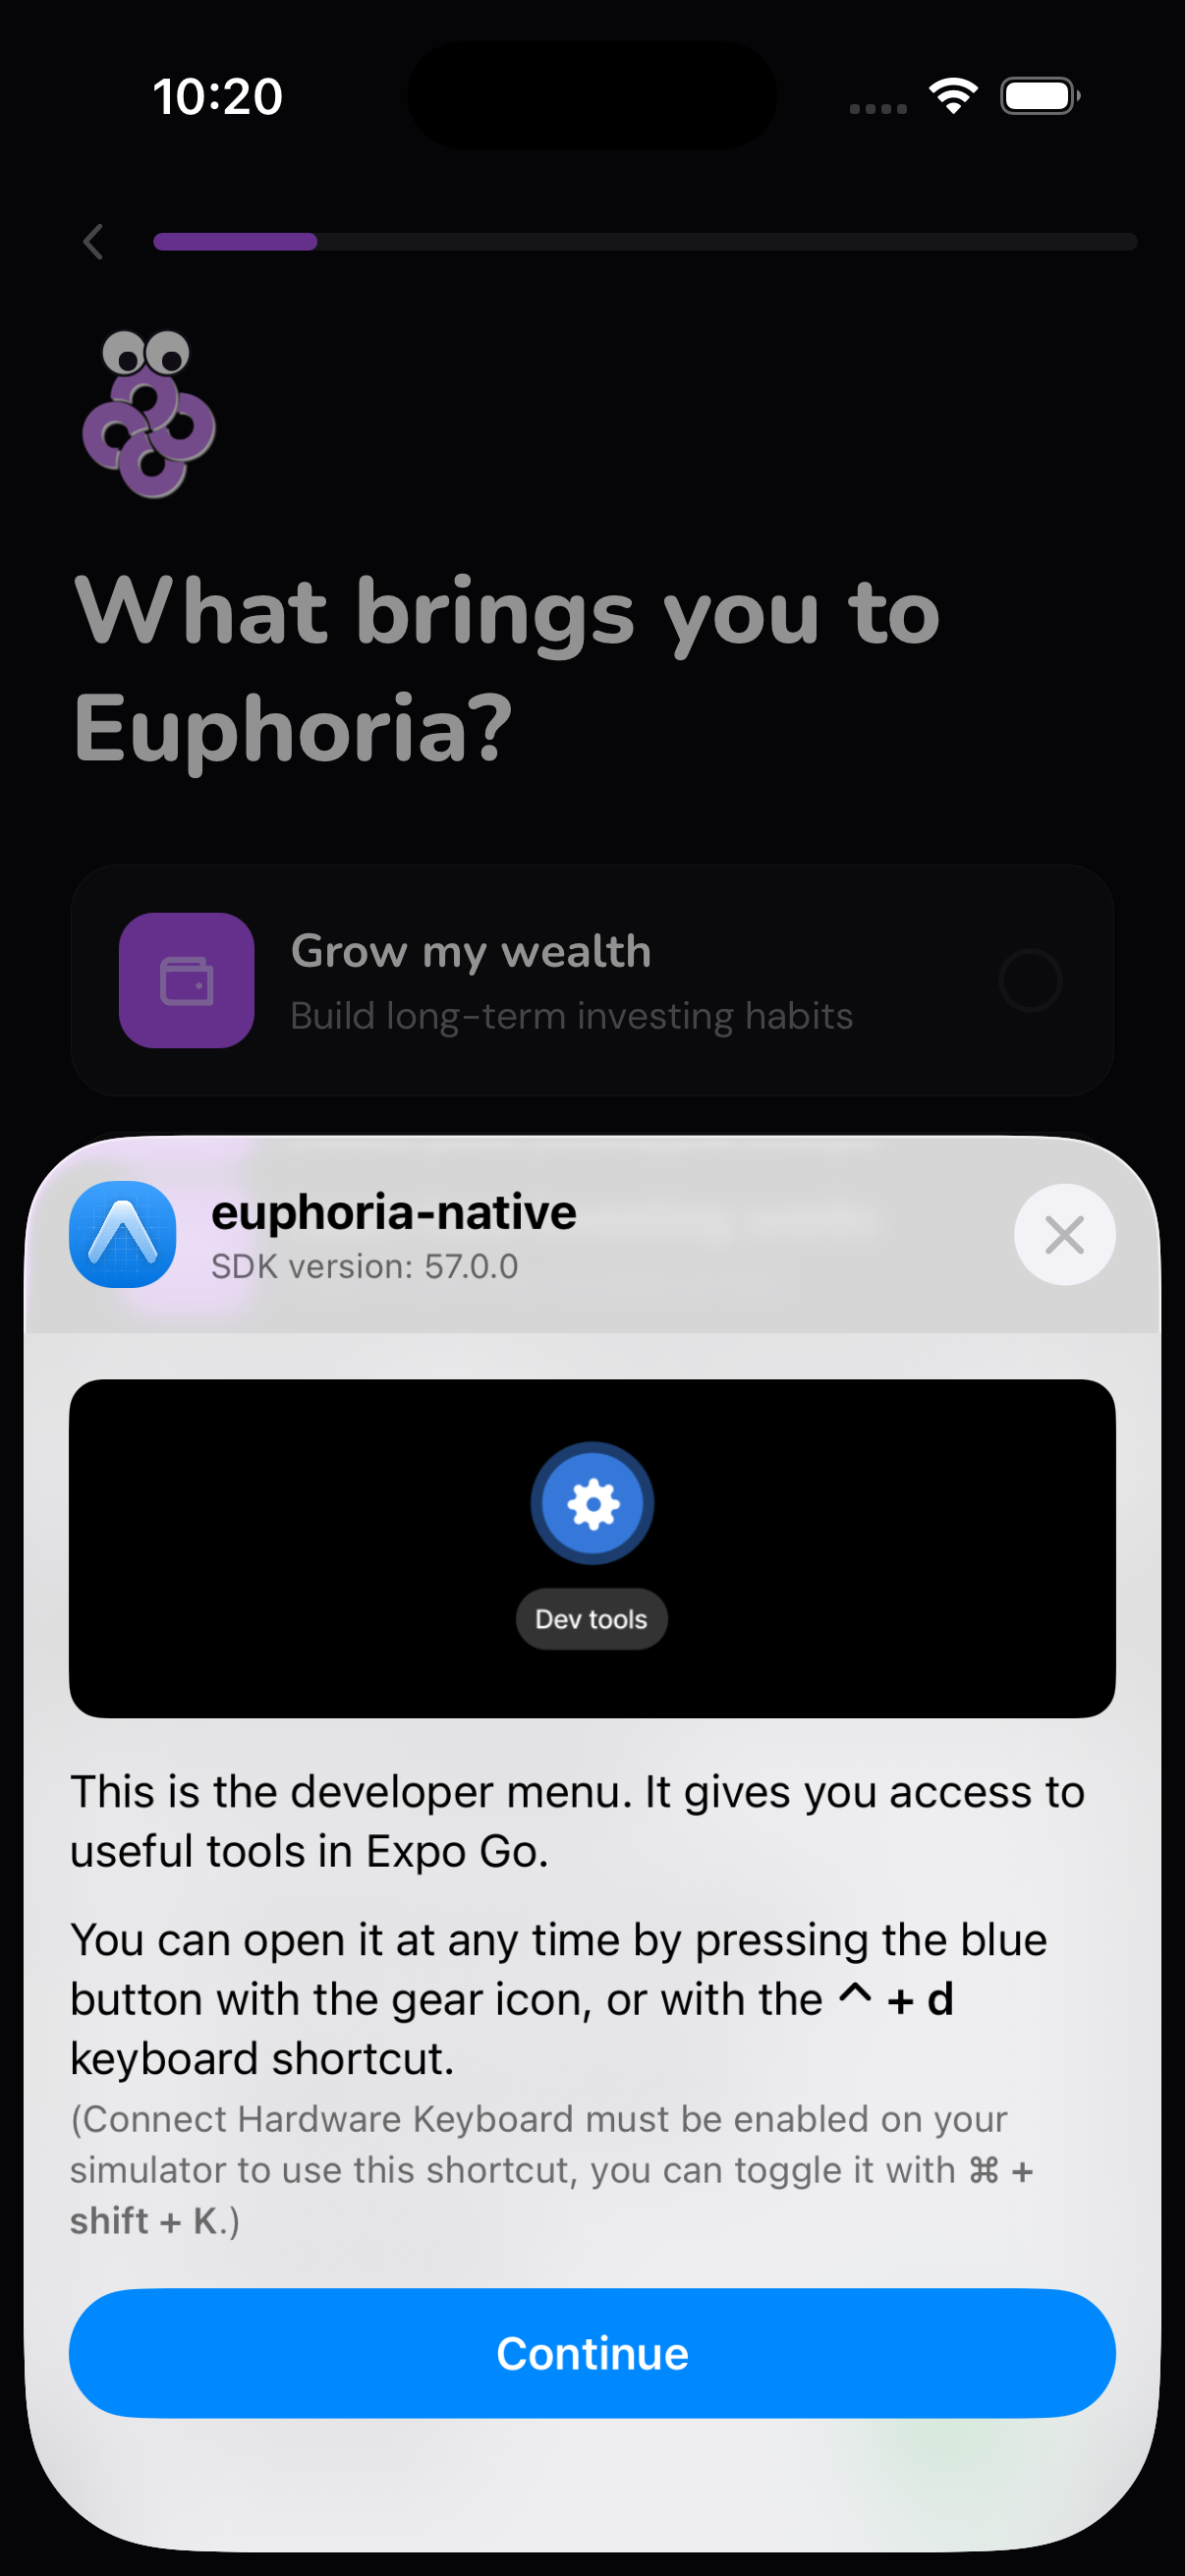 10:20
What brings you to
Euphoria?
Grow my wealth
Build long-term investing habits
euphoria-native
SDK version: 57.0.0
Dev tools
This is the developer menu. It gives you access to
useful tools in Expo Go.
You can open it at any time by pressing the blue
button with the gear icon, or with the ^ + d
keyboard shortcut.
(Connect Hardware Keyboard must be enabled on your
simulator to use this shortcut, you can toggle it with ⌘ +
shift + K.)
Continue